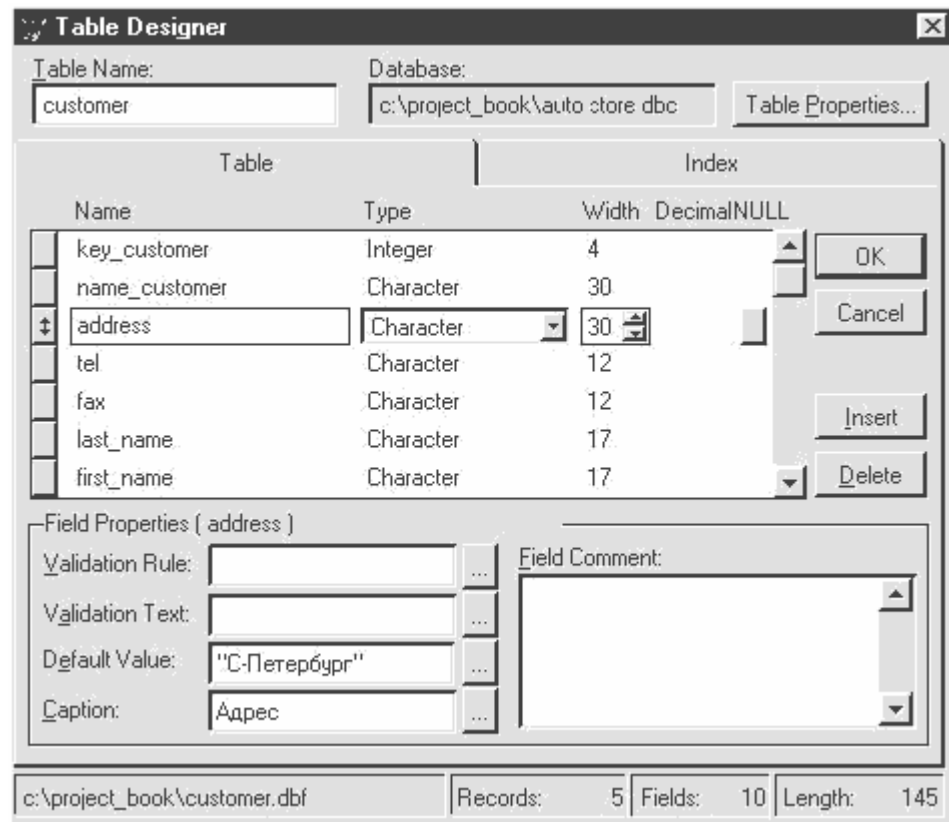 Table Designer
Table Name:
Database:
customer
c:\project_book\auto store dbc
Table Properties...
Table
Index
Name Type Width DecimalNULL
key_customer Integer 4
name_customer Character 30
address Character 30
tel Character 12
fax Character 12
last_name Character 17
first_name Character 17
OK
Cancel
Insert
Delete
Field Properties ( address )
Validation Rule:
...
Validation Text:
...
Default Value: "С-Петербург"
...
Caption: Адрес
...
Field Comment:
c:\project_book\customer.dbf Records: 5 Fields: 10 Length: 145